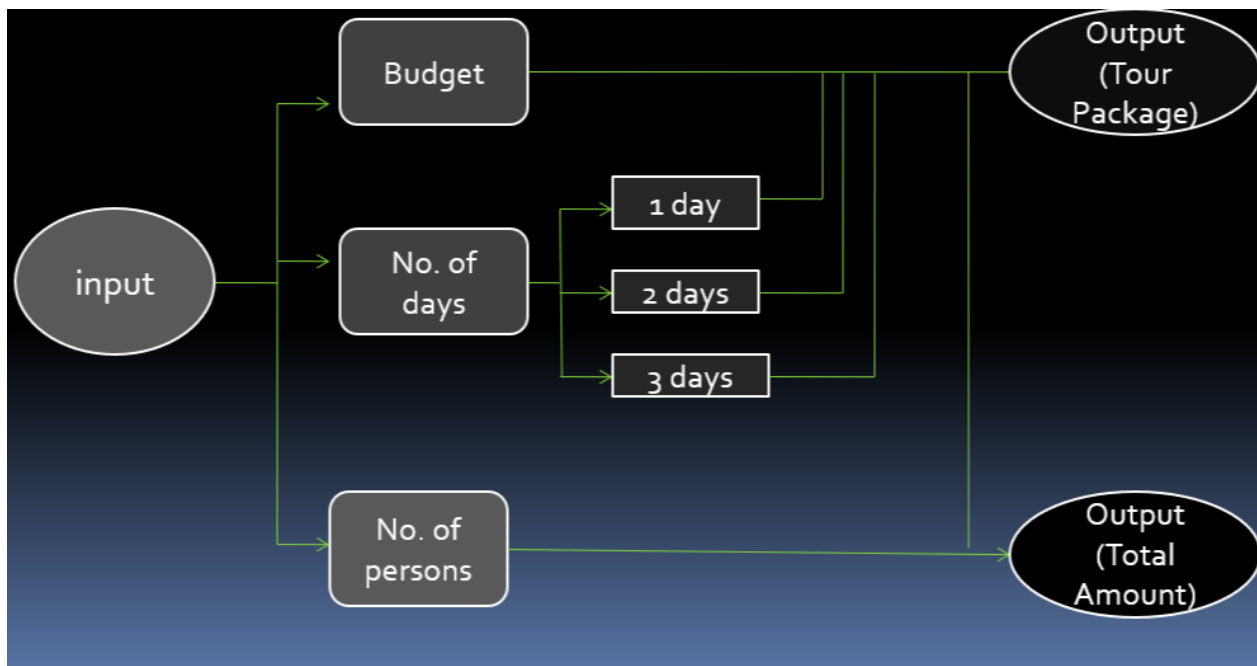 Budget
Output
(Tour
Package)
1 day
input
No. of
days
2 days
3 days
No. of
persons
Output
(Total
Amount)